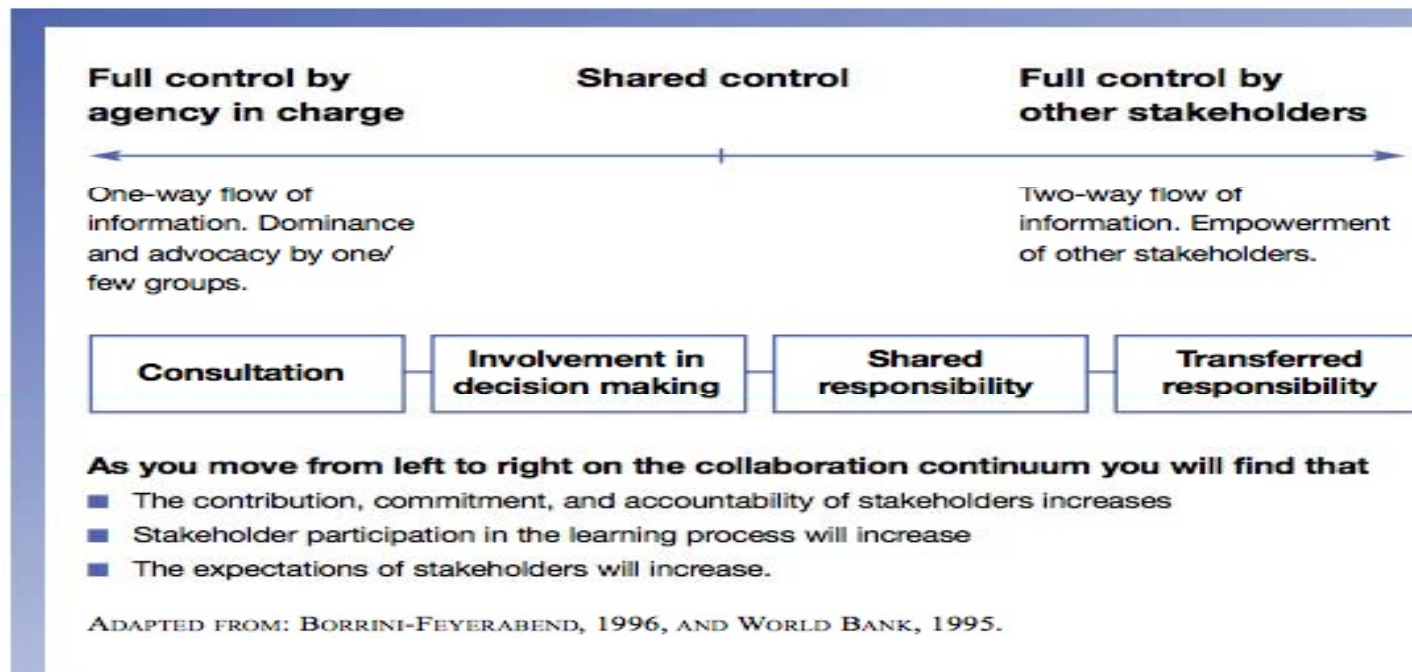 Full control by
agency in charge
Shared control
Full control by
other stakeholders
One-way flow of
information. Dominance
and advocacy by one/
few groups.
Two-way flow of
information. Empowerment
of other stakeholders.
Consultation
Involvement in
decision making
Shared
responsibility
Transferred
responsibility
As you move from left to right on the collaboration continuum you will find that
The contribution, commitment, and accountability of stakeholders increases
Stakeholder participation in the learning process will increase
The expectations of stakeholders will increase.
ADAPTED FROM: BORRINI-FEYERABEND, 1996, AND WORLD BANK, 1995.